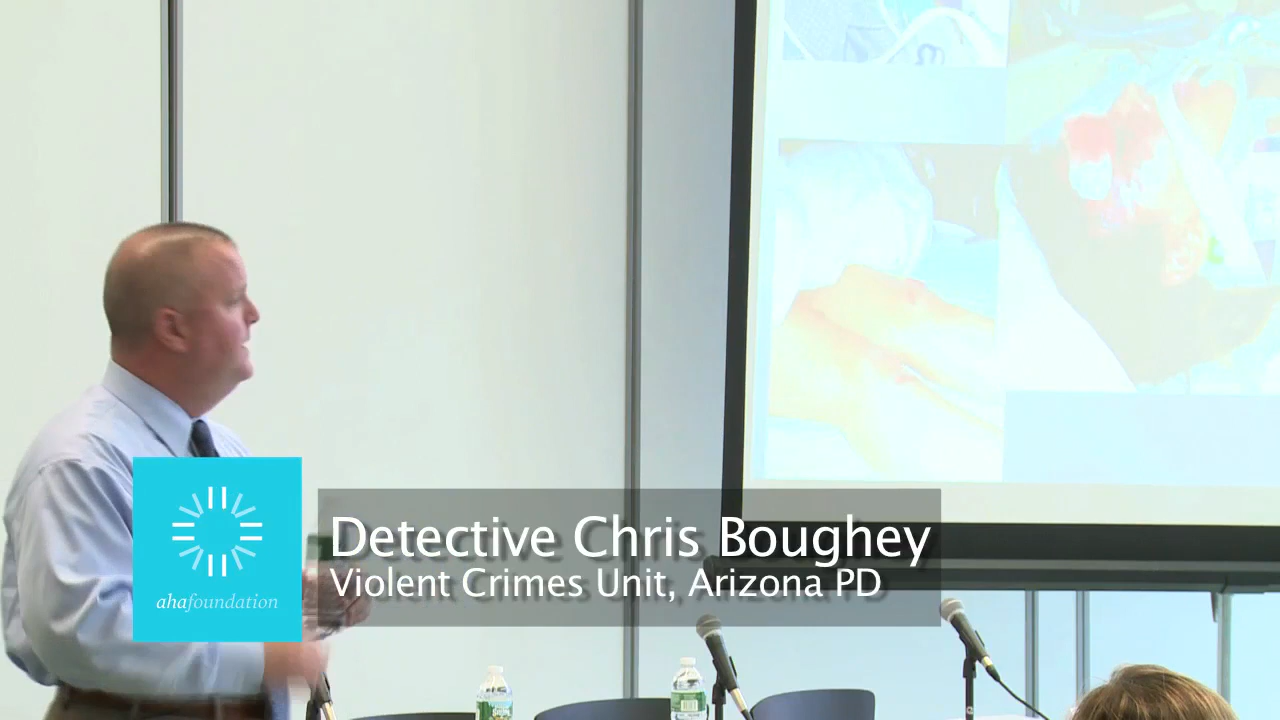 Detective Chris Boughey
Violent Crimes Unit, Arizona PD
ahafoundation